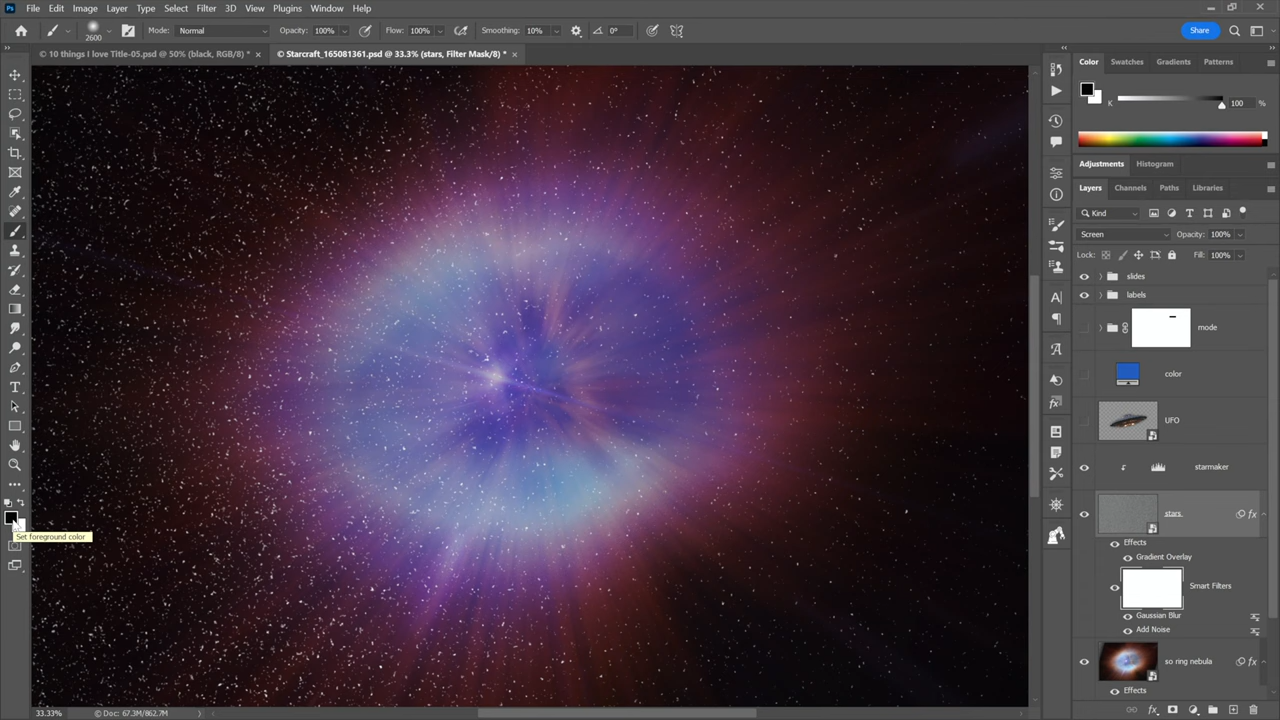 Ps File Edit Image Layer Type Select Filter 3D View Plugins Window Help
2600 Mode: Normal Opacity: 100% Flow: 100% Smoothing: 10% 0° Share
© 10 things I love Title-05.psd @ 50% (black, RGB/8) * × © Starcraft_165081361.psd @ 33.3% (stars, Filter Mask/8) * ×
Color Swatches Gradients Patterns
K 100 %
Adjustments Histogram
Layers Channels Paths Libraries
Kind
Screen Opacity: 100%
Lock: Fill: 100%
slides
labels
mode
color
UFO
starmaker
stars
fx
Set foreground color
Effects
Gradient Overlay
Smart Filters
Gaussian Blur
Add Noise
so ring nebula fx
Effects
33.33% © Doc: 67.3M/862.7M
fx